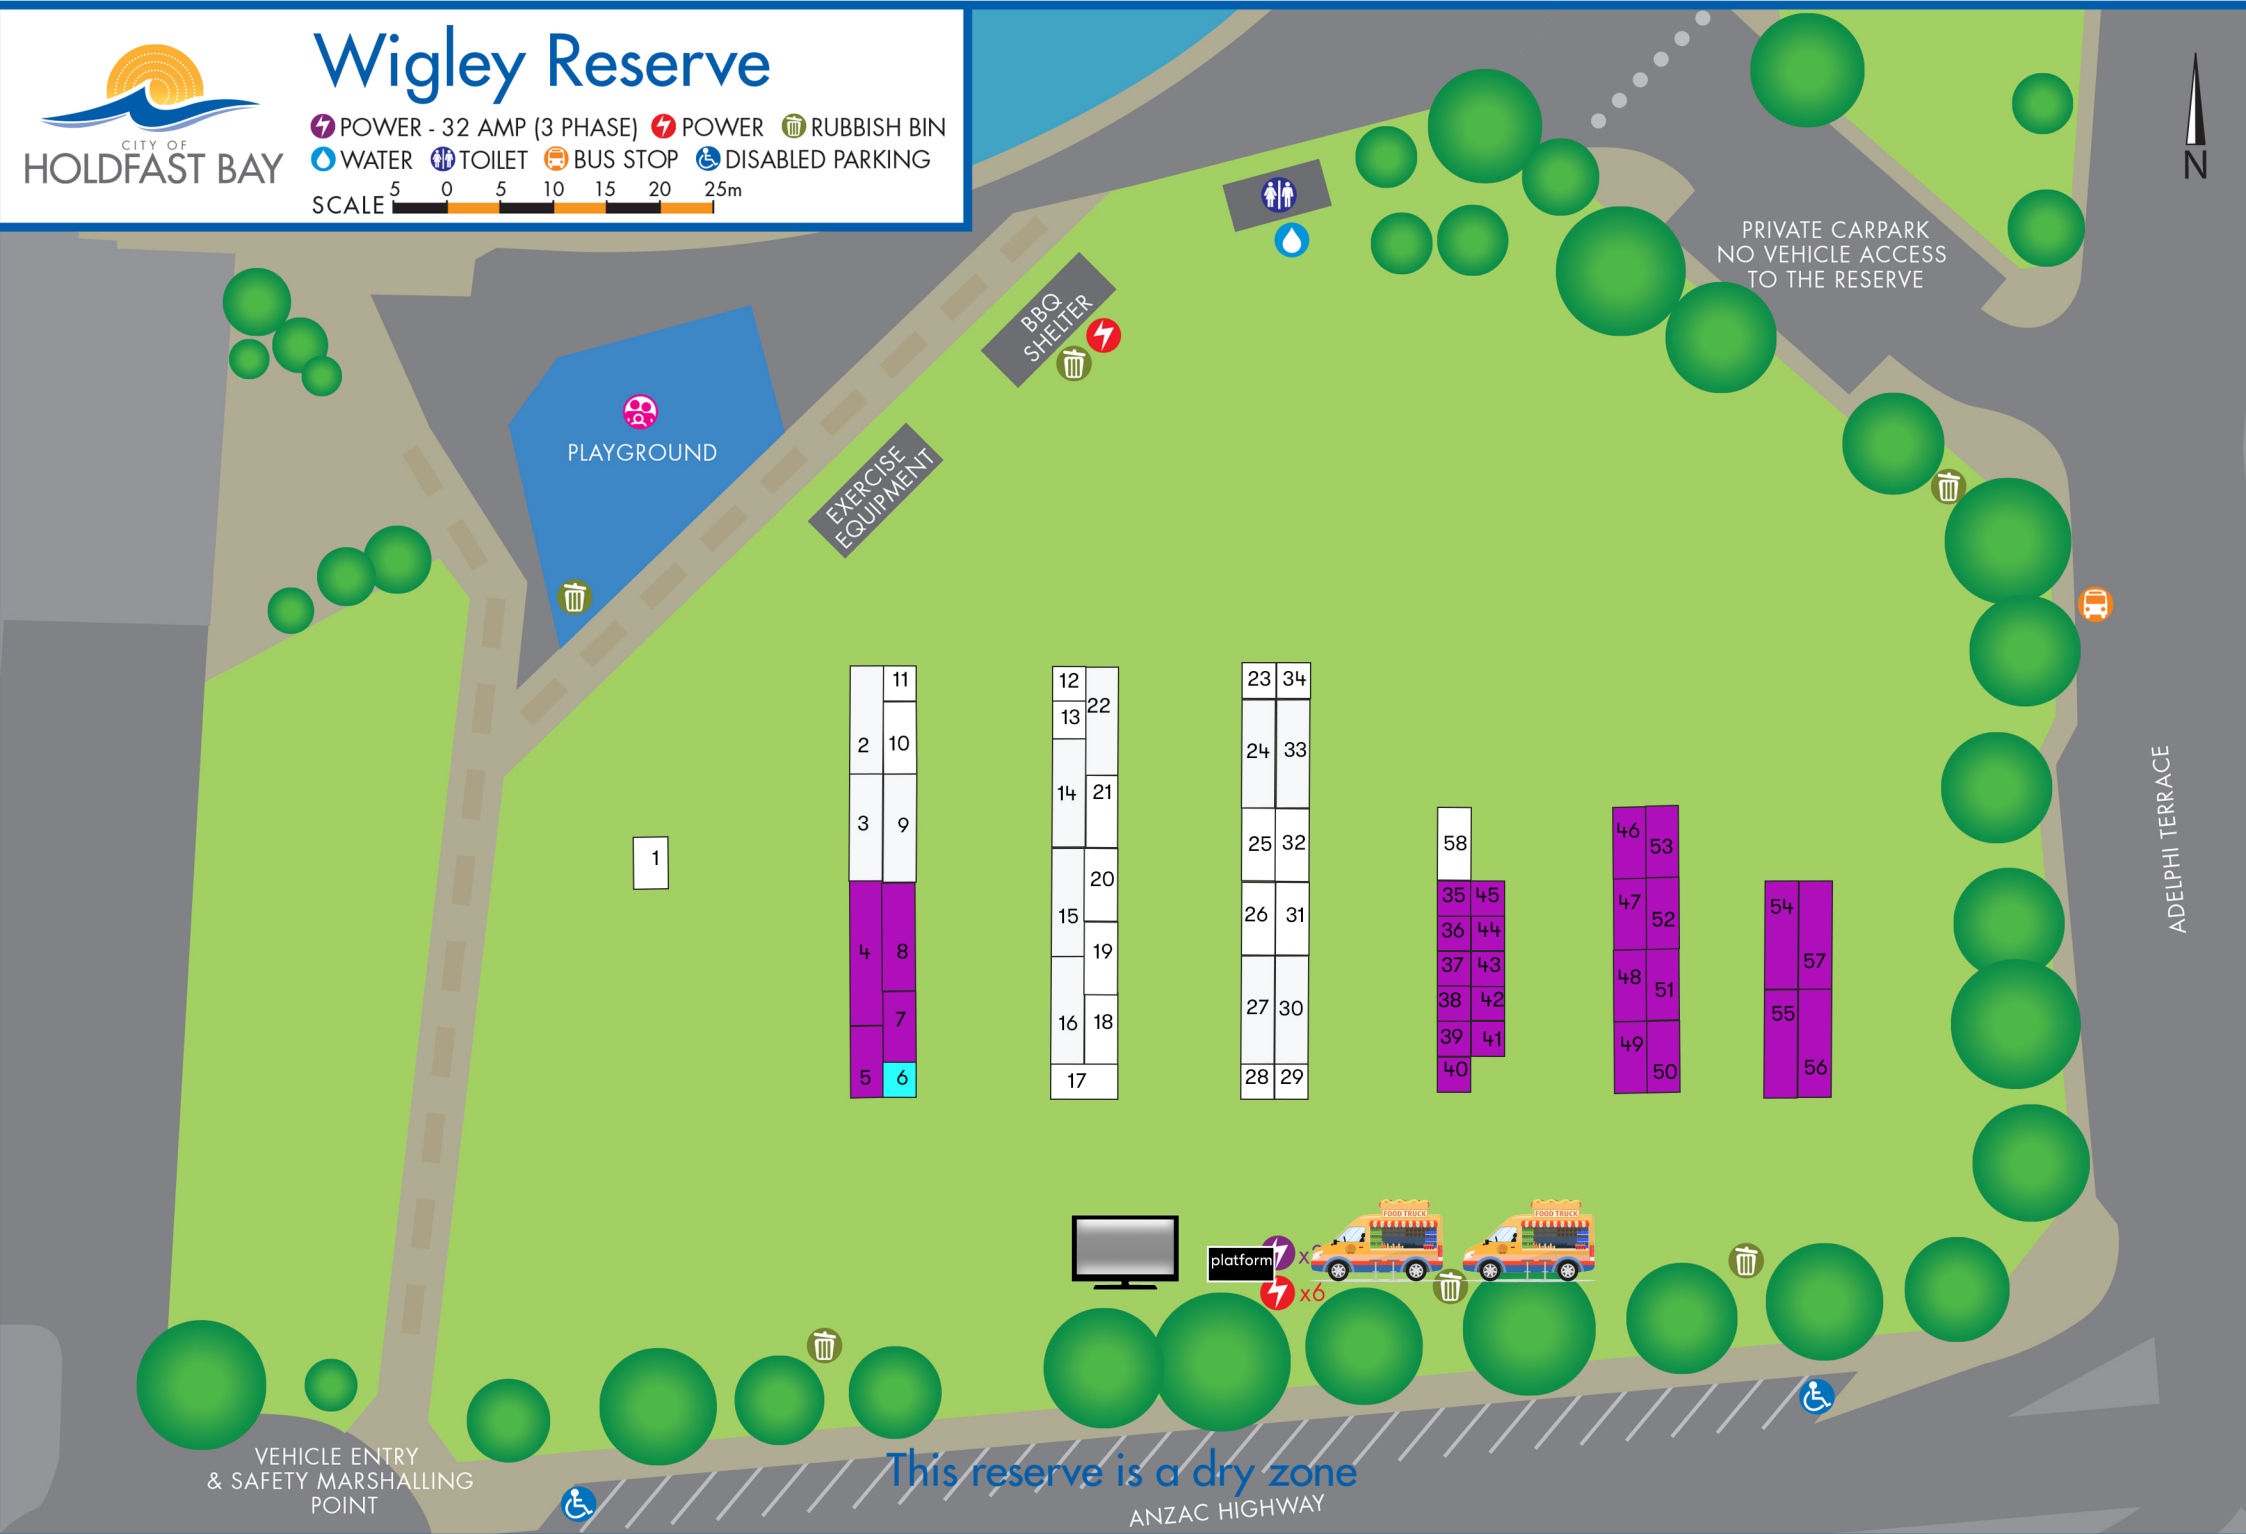 Wigley Reserve
CITY OF
HOLDFAST BAY
POWER - 32 AMP (3 PHASE) POWER RUBBISH BIN
WATER TOILET BUS STOP DISABLED PARKING
SCALE 5 0 5 10 15 20 25m
N
PRIVATE CARPARK
NO VEHICLE ACCESS
TO THE RESERVE
BBQ
SHELTER
PLAYGROUND
EXERCISE
EQUIPMENT
ADELPHI TERRACE
1
2
3
4
5
6
7
8
9
10
11
12
13
14
15
16
17
18
19
20
21
22
23
24
25
26
27
28
29
30
31
32
33
34
58
35
36
37
38
39
40
41
42
43
44
45
46
47
48
49
50
51
52
53
54
55
56
57
platform
x6
FOOD TRUCK
FOOD TRUCK
VEHICLE ENTRY
& SAFETY MARSHALLING
POINT
This reserve is a dry zone
ANZAC HIGHWAY